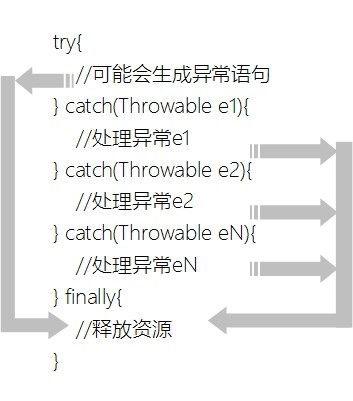 try{
//可能会生成异常语句
} catch(Throwable e1){
//处理异常e1
} catch(Throwable e2){
//处理异常e2
} catch(Throwable eN){
//处理异常eN
} finally{
//释放资源
}